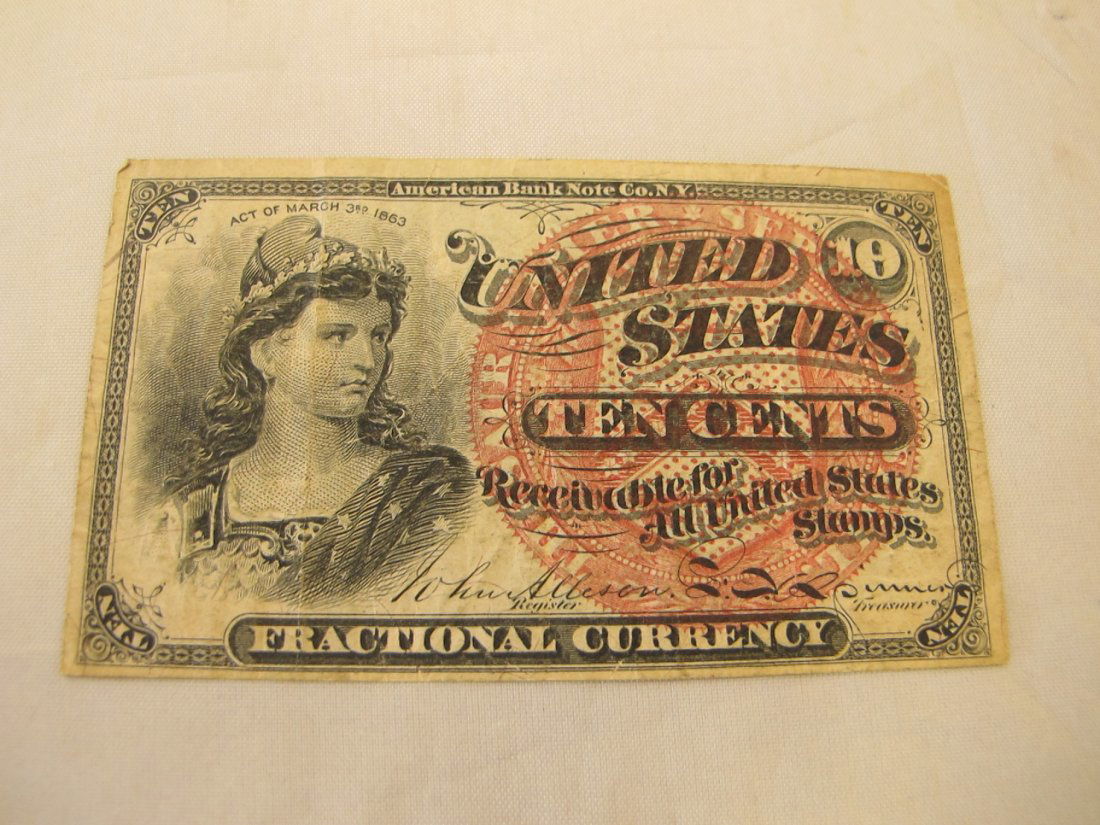 American Bank Note Co. N.Y.
TEN
TEN
ACT OF MARCH 3RD 1863
UNITED
STATES
TEN CENTS
Receivable for
All United States
Stamps.
John Allison.
Register
Treasurer
TEN
TEN
FRACTIONAL CURRENCY